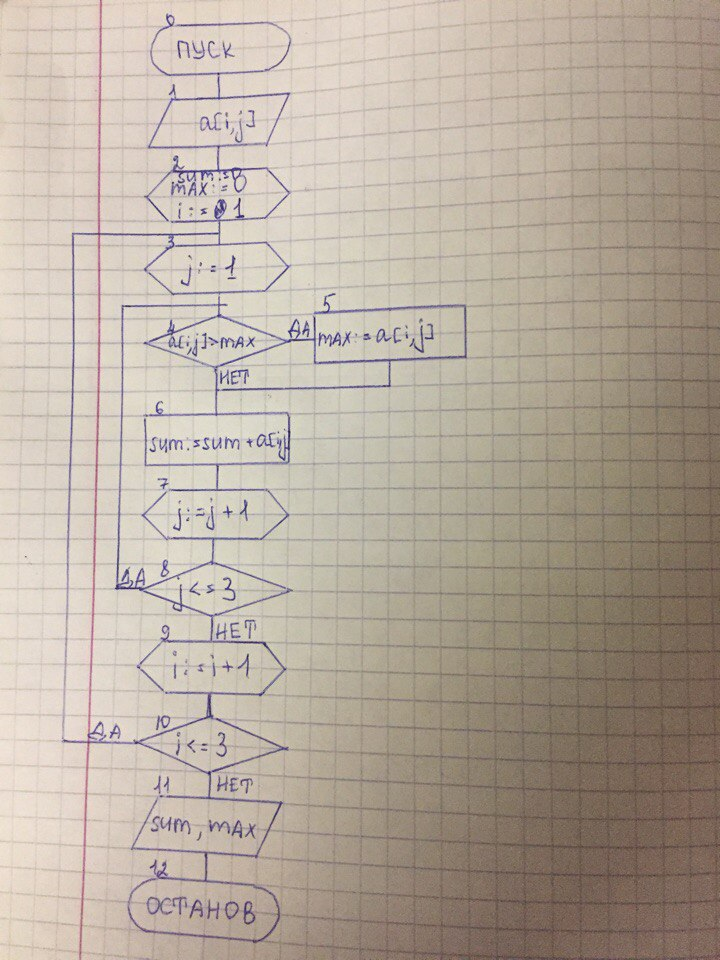 0
ПУСК
1
a[i,j]
2
sum:=0
max:=0
i:= 1
3
j:=1
4
a[i,j]>max
ДА
5
max:=a[i,j]
НЕТ
6
sum:=sum+a[i,j]
7
j:=j+1
8
ДА
j<=3
НЕТ
9
i:=i+1
10
ДА
i<=3
НЕТ
11
sum, max
12
ОСТАНОВ